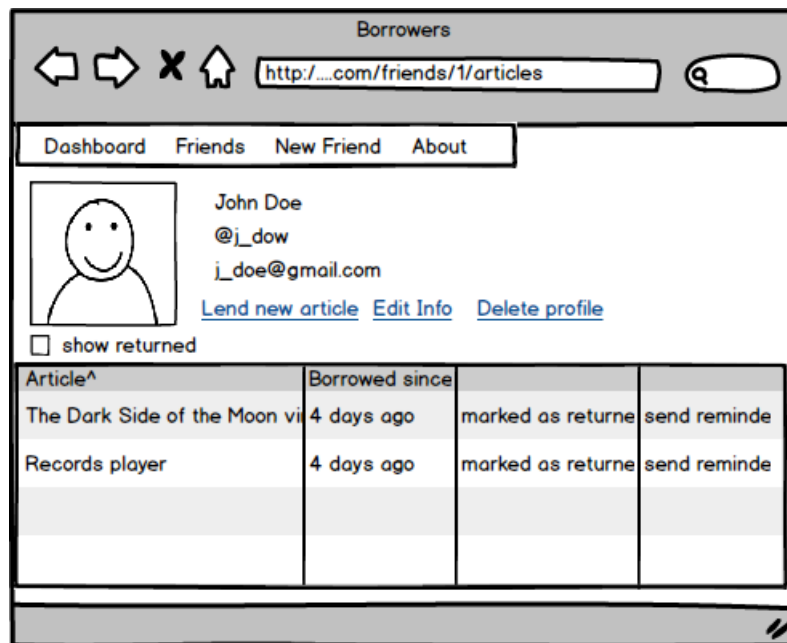 Borrowers
http:/....com/friends/1/articles
Dashboard Friends New Friend About
John Doe
@j_dow
j_doe@gmail.com
Lend new article Edit Info Delete profile
show returned
Article^ Borrowed since
The Dark Side of the Moon vi 4 days ago marked as returne send reminde
Records player 4 days ago marked as returne send reminde